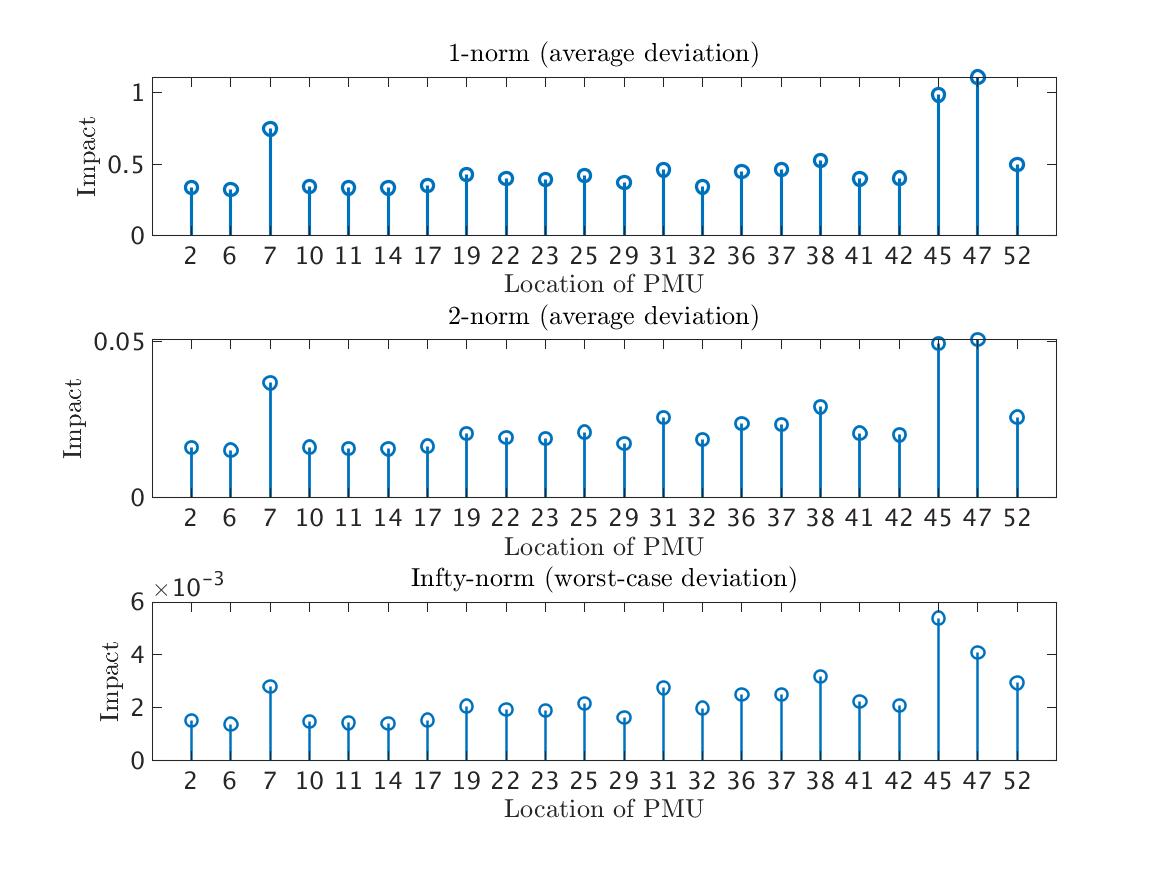 1-norm (average deviation)
1
0.5
0
Impact
2 6 7 10 11 14 17 19 22 23 25 29 31 32 36 37 38 41 42 45 47 52
Location of PMU
2-norm (average deviation)
0.05
0
Impact
2 6 7 10 11 14 17 19 22 23 25 29 31 32 36 37 38 41 42 45 47 52
Location of PMU
Infty-norm (worst-case deviation)
×10⁻³
6
4
2
0
Impact
2 6 7 10 11 14 17 19 22 23 25 29 31 32 36 37 38 41 42 45 47 52
Location of PMU